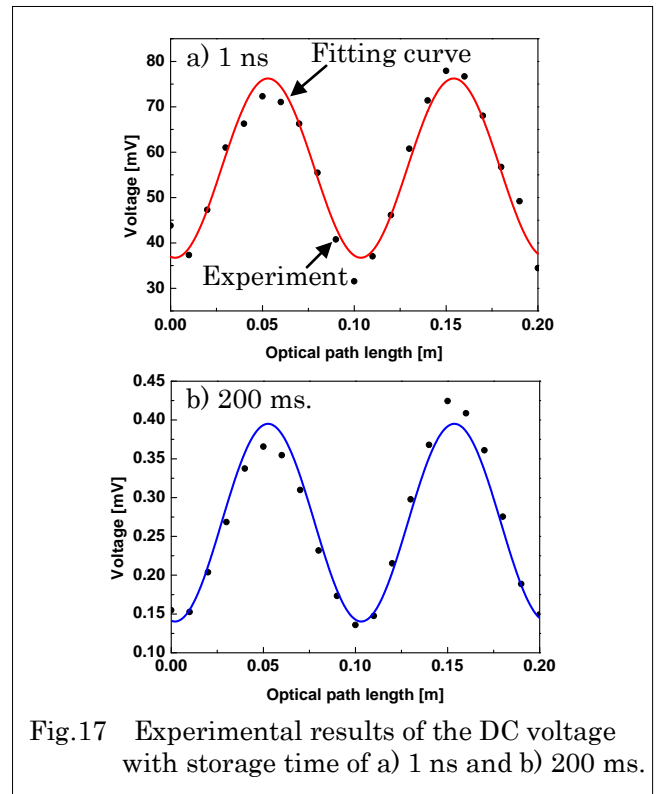 a) 1 ns
Fitting curve
80
70
60
50
40
30
Voltage [mV]
Experiment
0.00 0.05 0.10 0.15 0.20
Optical path length [m]
b) 200 ms.
0.45
0.40
0.35
0.30
0.25
0.20
0.15
0.10
Voltage [mV]
0.00 0.05 0.10 0.15 0.20
Optical path length [m]
Fig.17 Experimental results of the DC voltage
with storage time of a) 1 ns and b) 200 ms.